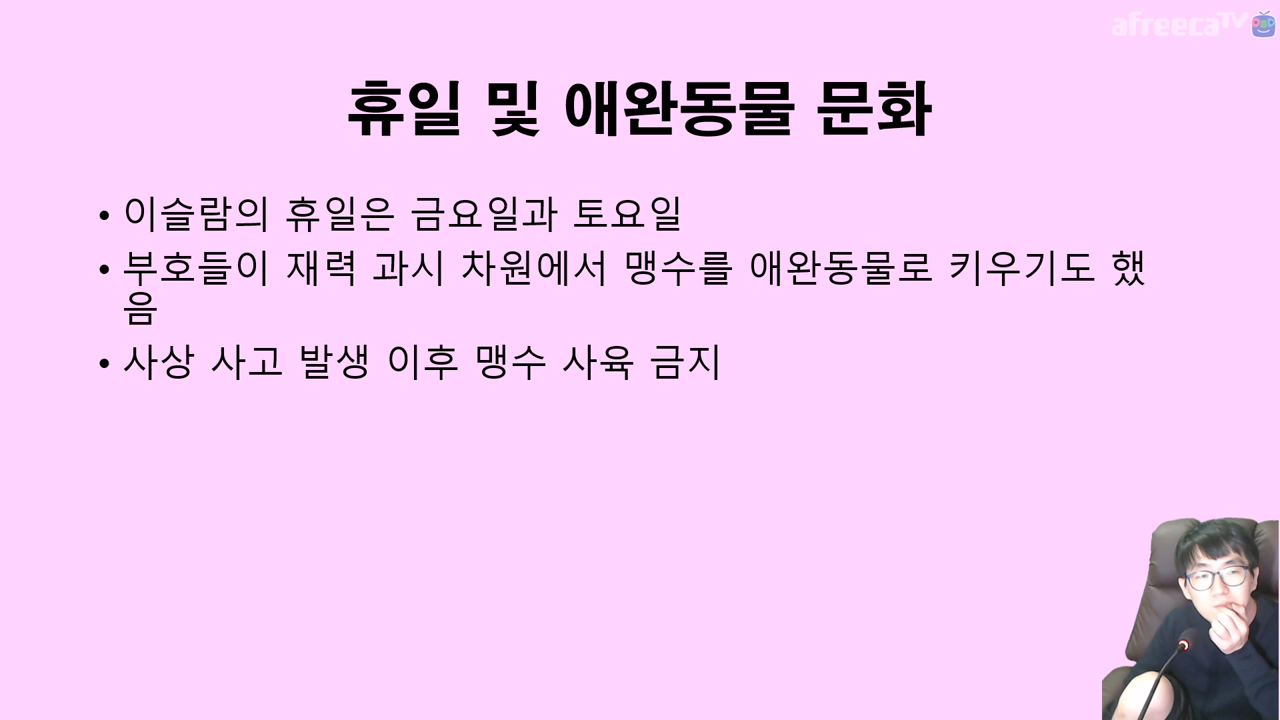 afreecaTV
휴일 및 애완동물 문화
• 이슬람의 휴일은 금요일과 토요일
• 부호들이 재력 과시 차원에서 맹수를 애완동물로 키우기도 했
음
• 사상 사고 발생 이후 맹수 사육 금지